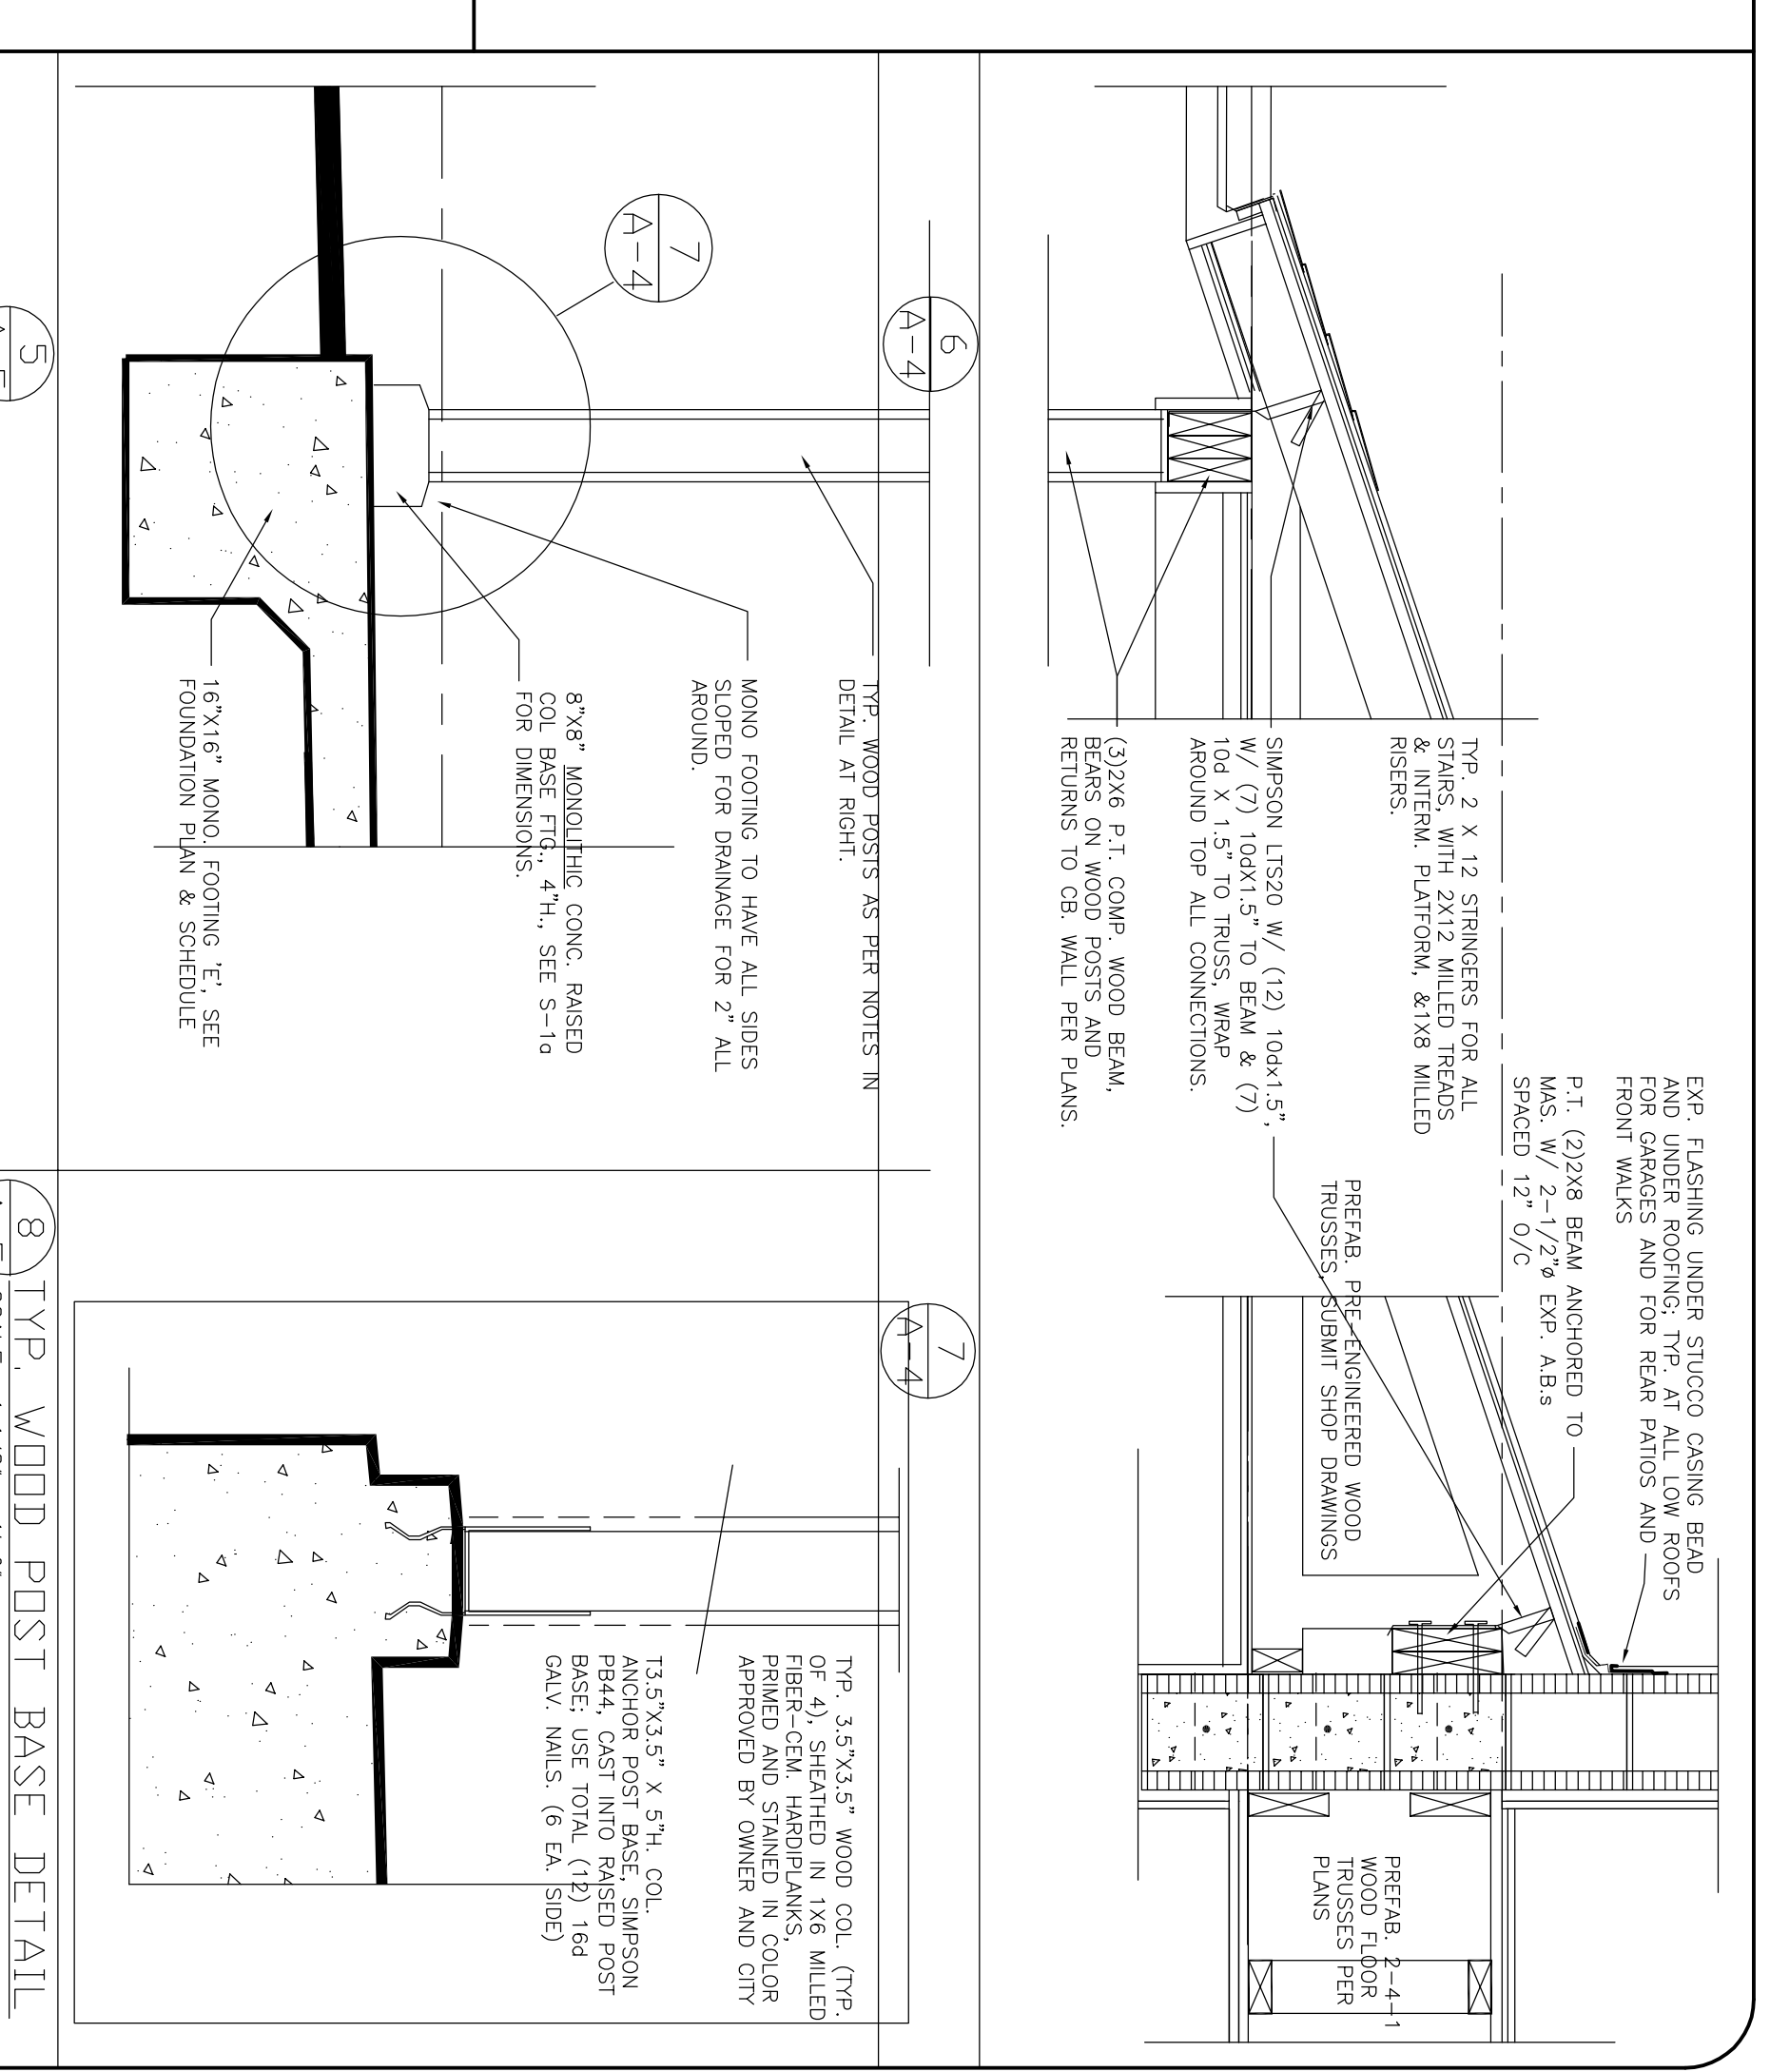 EXP. FLASHING UNDER STUCCO CASING BEAD
AND UNDER ROOFING; TYP. AT ALL LOW ROOFS
FOR GARAGES AND FOR REAR PATIOS AND
FRONT WALKS
P.T. (2)2X8 BEAM ANCHORED TO
MAS. W/ 2-1/2"ø EXP. A.B.s
SPACED 12" O/C
TYP. 2 X 12 STRINGERS FOR ALL
STAIRS, WITH 2X12 MILLED TREADS
& INTERM. PLATFORM, &1X8 MILLED
RISERS.
PREFAB. PRE-ENGINEERED WOOD
TRUSSES, SUBMIT SHOP DRAWINGS
PREFAB. 2-4-1
WOOD FLOOR
TRUSSES PER
PLANS
SIMPSON LTS20 W/ (12) 10dx1.5",
W/ (7) 10dX1.5" TO BEAM & (7)
10d X 1.5" TO TRUSS, WRAP
AROUND TOP ALL CONNECTIONS.
(3)2X6 P.T. COMP. WOOD BEAM,
BEARS ON WOOD POSTS AND
RETURNS TO CB. WALL PER PLANS.
6
A-4
7
A-4
TYP. WOOD POSTS AS PER NOTES IN
DETAIL AT RIGHT.
MONO FOOTING TO HAVE ALL SIDES
SLOPED FOR DRAINAGE FOR 2" ALL
AROUND.
7
A-4
8"X8" MONOLITHIC CONC. RAISED
COL BASE FTG., 4"H., SEE S-1a
FOR DIMENSIONS.
16"X16" MONO. FOOTING 'E', SEE
FOUNDATION PLAN & SCHEDULE
TYP. 3.5"X3.5" WOOD COL. (TYP.
OF 4), SHEATHED IN 1X6 MILLED
FIBER-CEM. HARDIPLANKS,
PRIMED AND STAINED IN COLOR
APPROVED BY OWNER AND CITY
T3.5"X3.5" X 5"H. COL.
ANCHOR POST BASE, SIMPSON
PB44, CAST INTO RAISED POST
BASE; USE TOTAL (12) 16d
GALV. NAILS. (6 EA. SIDE)
5
8
TYP. WOOD POST BASE DETAIL